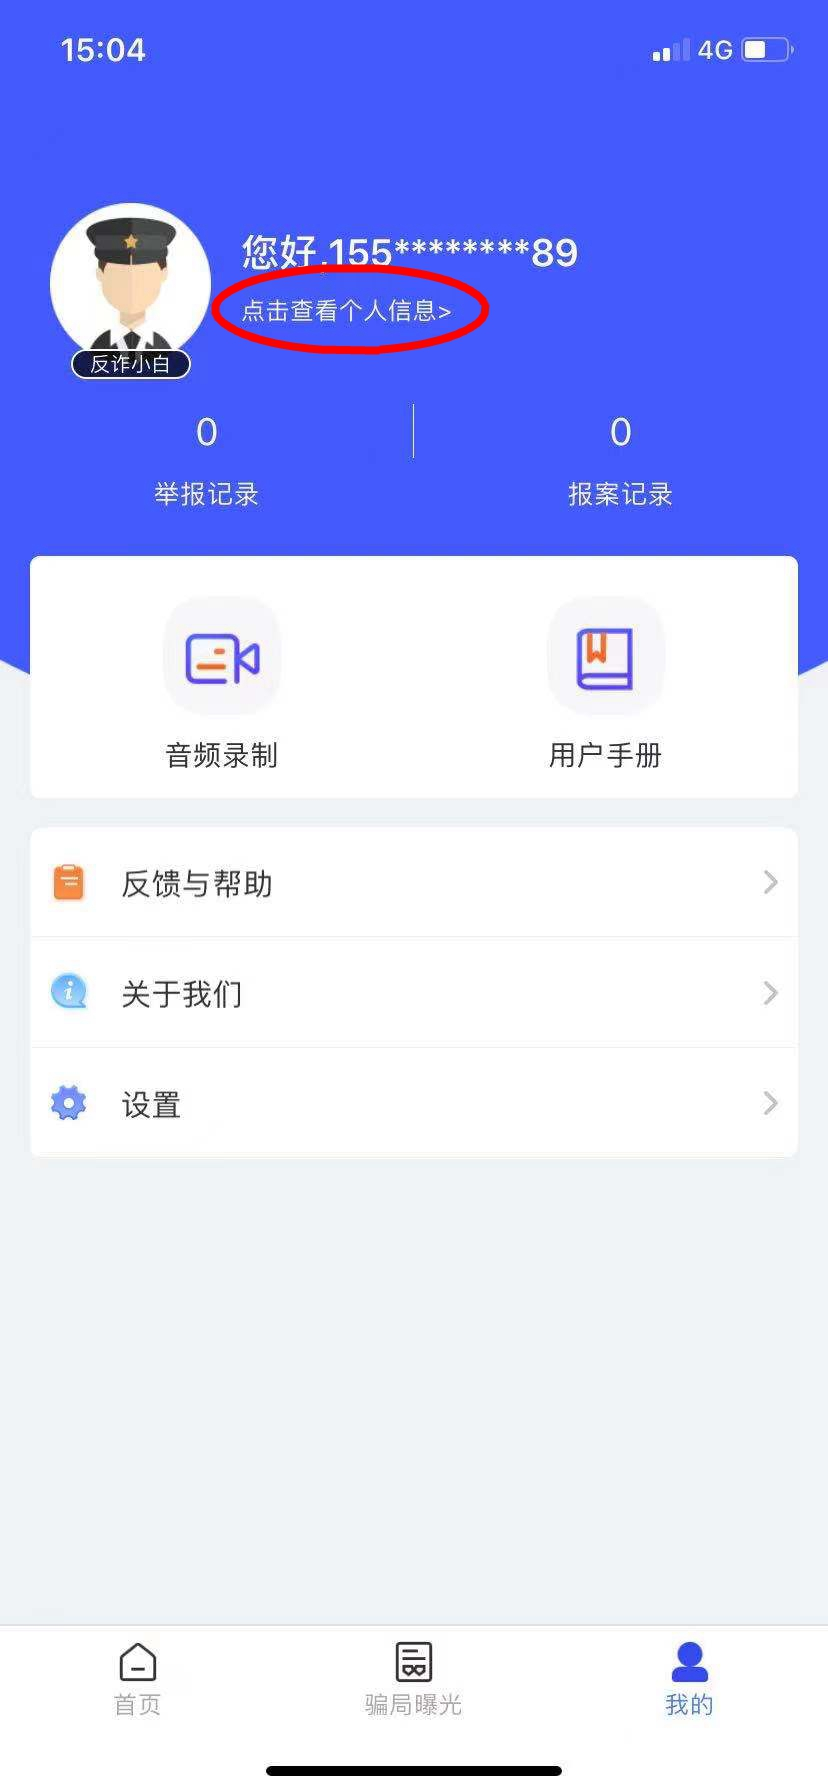 15:04
4G
您好,155********89
点击查看个人信息>
反诈小白
0
0
举报记录
报案记录
音频录制
用户手册
反馈与帮助
关于我们
设置
首页
骗局曝光
我的